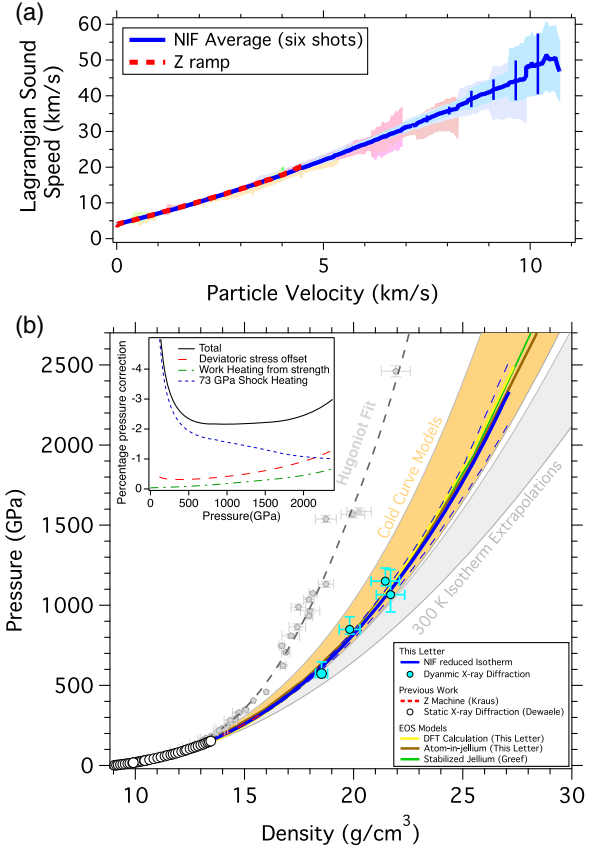 (a)
60
50
40
30
20
10
0
Lagrangian Sound
Speed (km/s)
NIF Average (six shots)
Z ramp
0
5
10
Particle Velocity (km/s)
(b)
2500
2000
1500
1000
500
0
Pressure (GPa)
-4
-3
-2
-1
0
Percentage pressure correction
Total
Deviatoric stress offset
Work Heating from strength
73 GPa Shock Heating
0
500
1000
1500
2000
Pressure(GPa)
Hugoniot Fit
Cold Curve Models
300 K Isotherm Extrapolations
This Letter
NIF reduced Isotherm
Dyanmic X-ray Diffraction
Previous Work
Z Machine (Kraus)
Static X-ray Diffraction (Dewaele)
EOS Models
DFT Calculation (This Letter)
Atom-in-jellium (This Letter)
Stabilized Jellium (Greef)
10
15
20
25
30
Density (g/cm³)